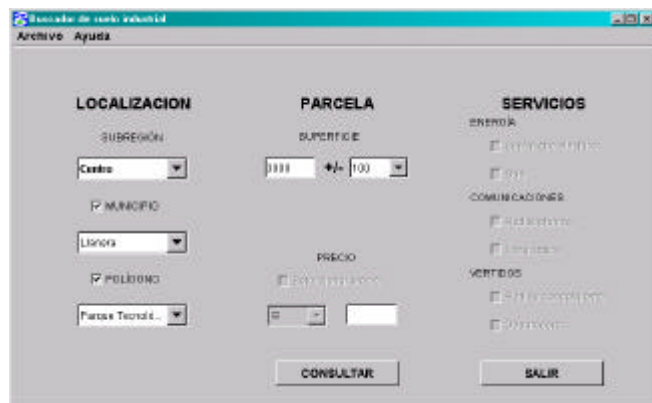 Buscador de suelo industrial
Archivo Ayuda
LOCALIZACION
SUBREGIÓN
Centro
MUNICIPIO
Llanera
POLÍGONO
Parque Tecnoló...
PARCELA
SUPERFICIE
+/- 100
PRECIO
CONSULTAR
SERVICIOS
ENERGÍA
Gas
COMUNICACIONES
VERTIDOS
SALIR